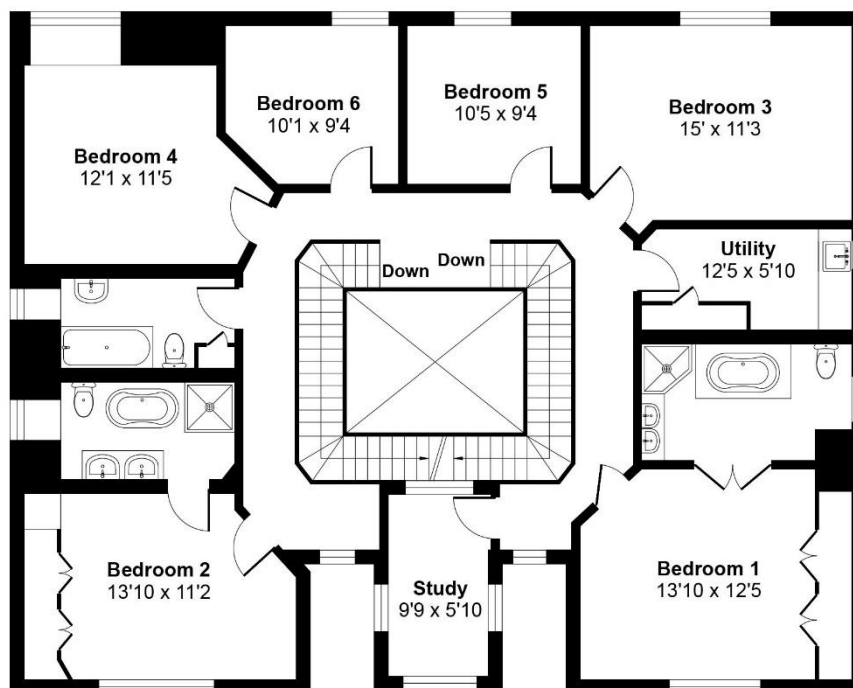 Bedroom 6
10'1 x 9'4
Bedroom 5
10'5 x 9'4
Bedroom 3
15' x 11'3
Bedroom 4
12'1 x 11'5
Utility
12'5 x 5'10
Down
Down
Bedroom 2
13'10 x 11'2
Study
9'9 x 5'10
Bedroom 1
13'10 x 12'5